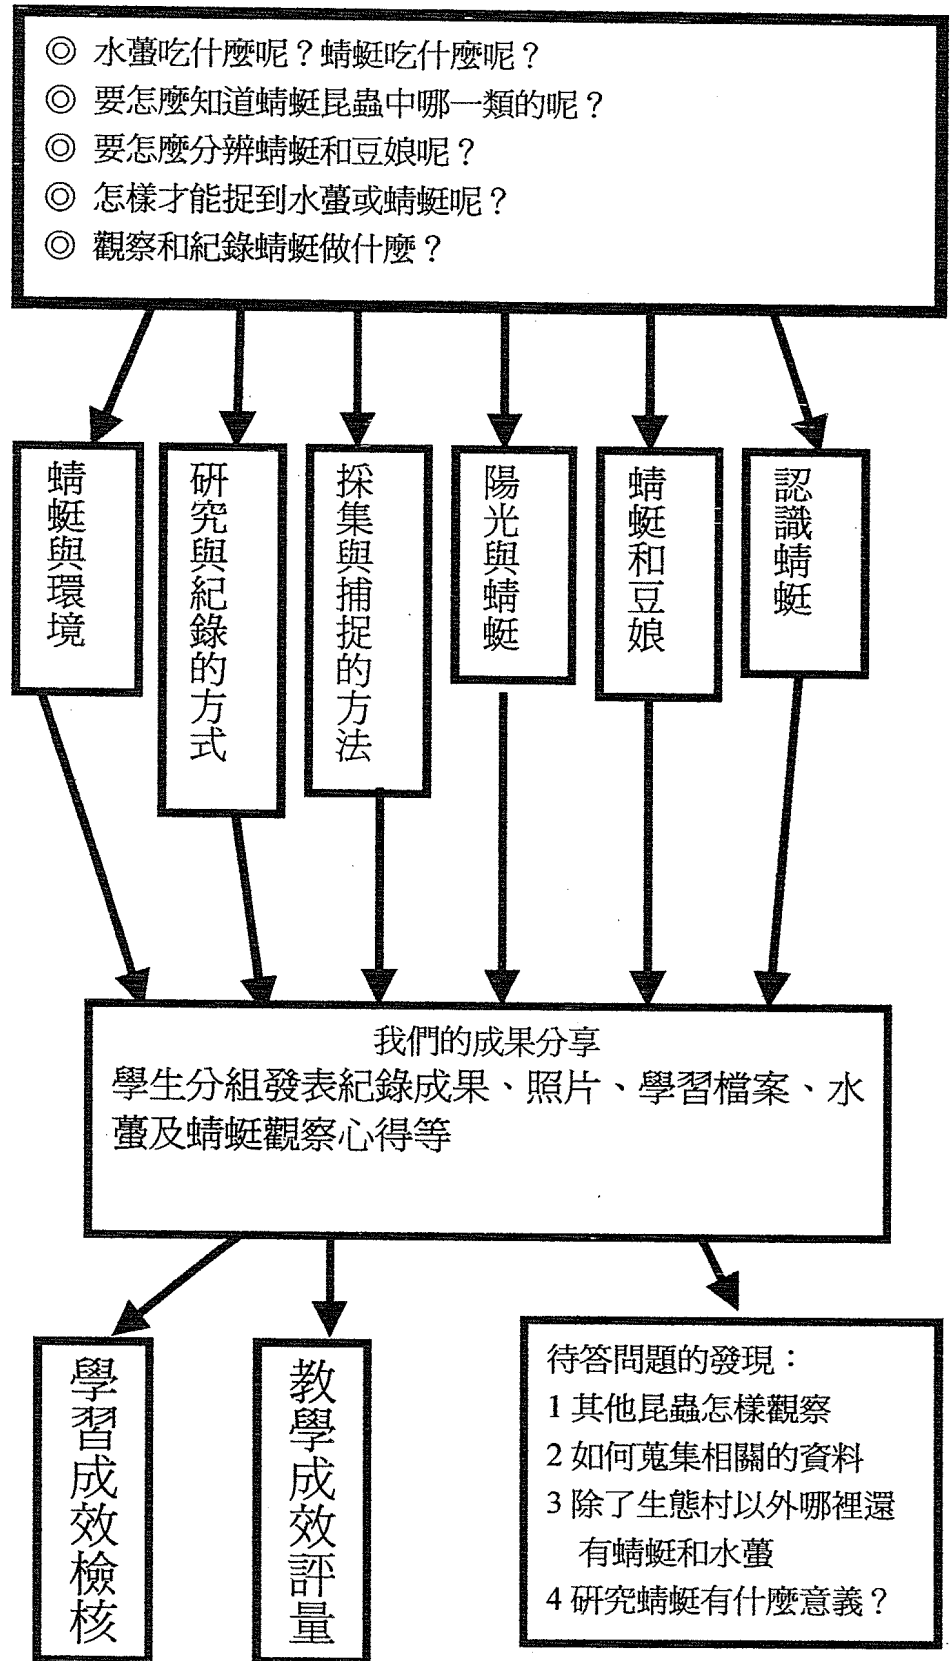 ◎ 水蠆吃什麼呢？蜻蜓吃什麼呢？
◎ 要怎麼知道蜻蜓昆蟲中哪一類的呢？
◎ 要怎麼分辨蜻蜓和豆娘呢？
◎ 怎樣才能捉到水蠆或蜻蜓呢？
◎ 觀察和紀錄蜻蜓做什麼？
蜻蜓與環境
研究與紀錄的方式
採集與捕捉的方法
陽光與蜻蜓
蜻蜓和豆娘
認識蜻蜓
我們的成果分享
學生分組發表紀錄成果、照片、學習檔案、水
蠆及蜻蜓觀察心得等
學習成效檢核
教學成效評量
待答問題的發現：
1 其他昆蟲怎樣觀察
2 如何蒐集相關的資料
3 除了生態村以外哪裡還
有蜻蜓和水蠆
4 研究蜻蜓有什麼意義？